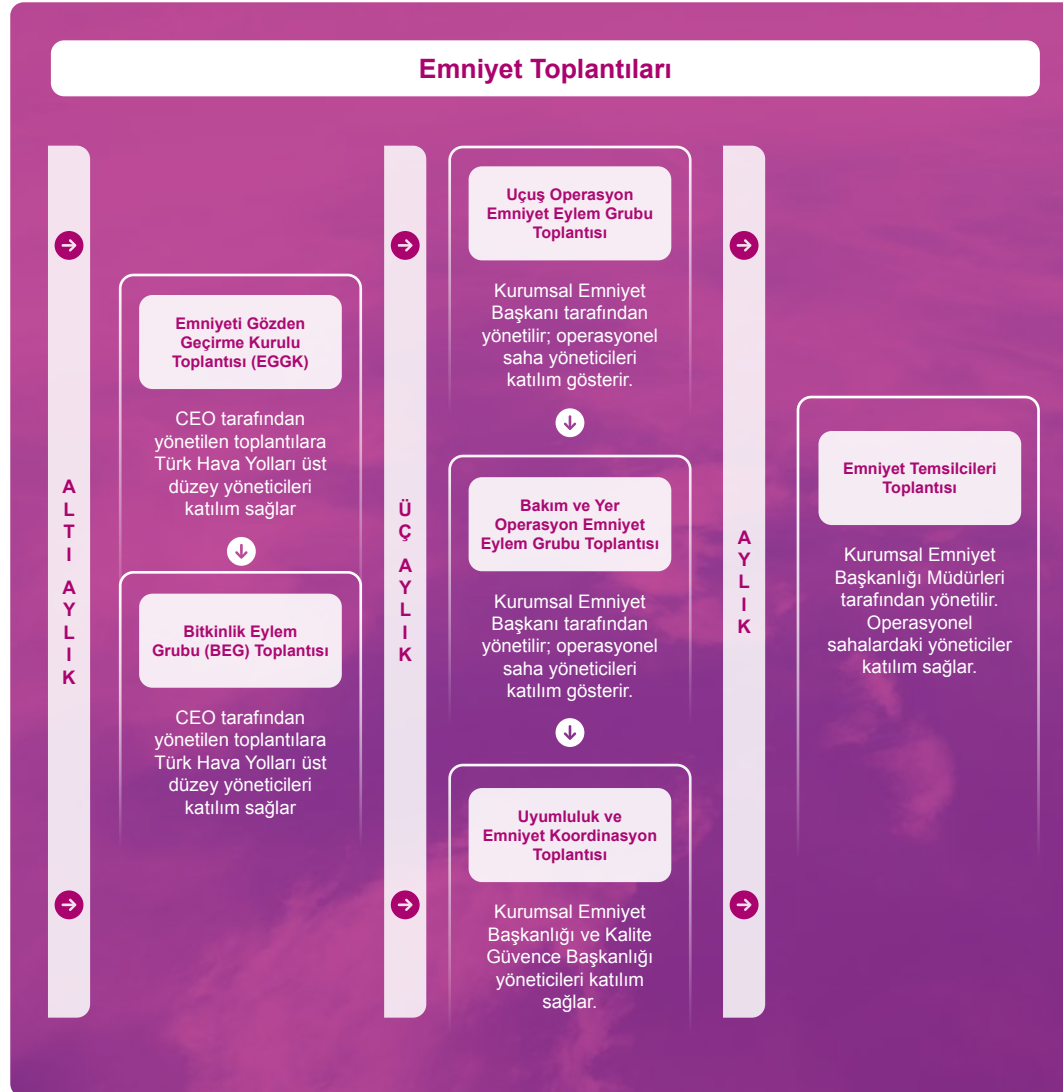 Emniyet Toplantıları
ALTI AYLIK
Emniyeti Gözden
Geçirme Kurulu
Toplantısı (EGGK)
CEO tarafından
yönetilen toplantılara
Türk Hava Yolları üst
düzey yöneticileri
katılım sağlar
Bitkinlik Eylem
Grubu (BEG) Toplantısı
CEO tarafından
yönetilen toplantılara
Türk Hava Yolları üst
düzey yöneticileri
katılım sağlar
ÜÇ AYLIK
Uçuş Operasyon
Emniyet Eylem Grubu
Toplantısı
Kurumsal Emniyet
Başkanı tarafından
yönetilir; operasyonel
saha yöneticileri
katılım gösterir.
Bakım ve Yer
Operasyon Emniyet
Eylem Grubu Toplantısı
Kurumsal Emniyet
Başkanı tarafından
yönetilir; operasyonel
saha yöneticileri
katılım gösterir.
Uyumluluk ve
Emniyet Koordinasyon
Toplantısı
Kurumsal Emniyet
Başkanlığı ve Kalite
Güvence Başkanlığı
yöneticileri katılım
sağlar.
AYLIK
Emniyet Temsilcileri
Toplantısı
Kurumsal Emniyet
Başkanlığı Müdürleri
tarafından yönetilir.
Operasyonel
sahalardaki yöneticiler
katılım sağlar.